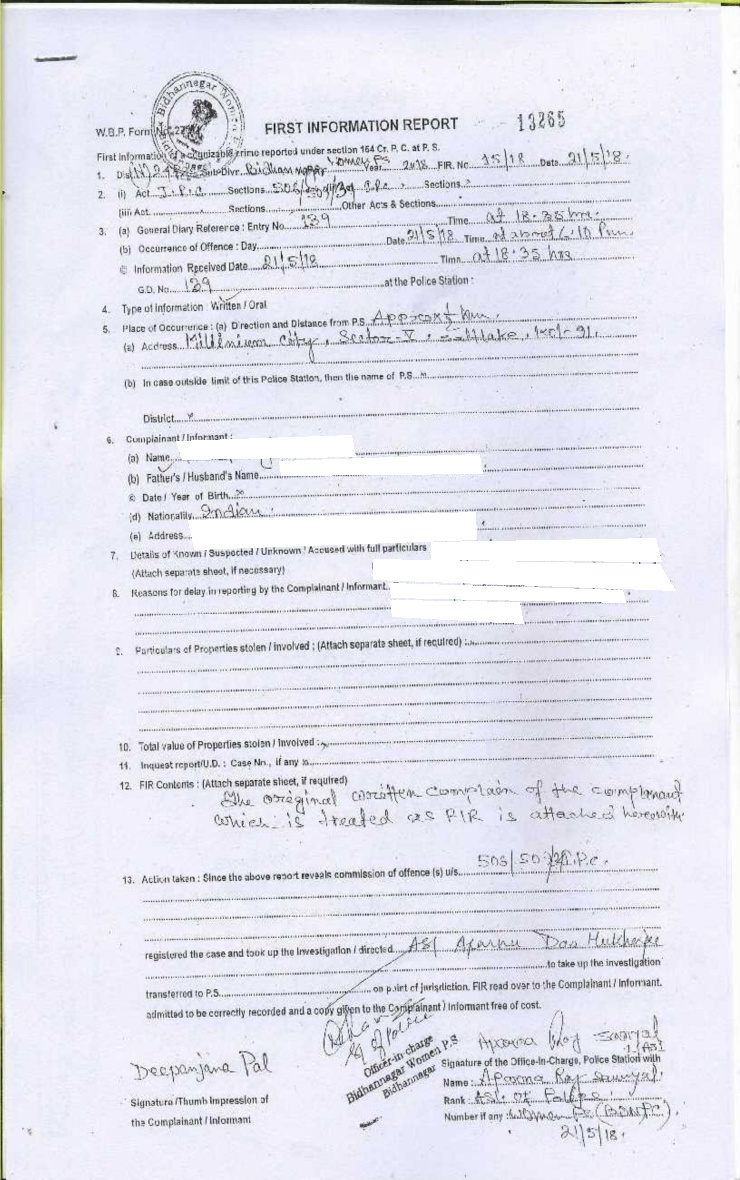 Bidhannagar Women
W.B.P. Form No. 27
FIRST INFORMATION REPORT
13265
First Information of a cognizable crime reported under section 154 Cr. P. C. at P. S.
1. Dist. Sub-Divr. Bidhannagar Women PS Year 2018 FIR. No 15/18 Date 21/5/18.
2. (i) Act I.P.C Sections 506/509/ I.P.C. Sections
(iii) Act Sections Other Acts & Sections
3. (a) General Diary Reference : Entry No. 139 Time at 18.35 hrs.
(b) Occurrence of Offence : Day Date 21/5/18 Time at about 6.10 P.m.
© Information Received Date 21/5/18 Time at 18.35 hrs
G.D. No. 139 at the Police Station :
4. Type of Information : Written / Oral
5. Place of Occurrence : (a) Direction and Distance from P.S. Approx km.
(a) Address Millenium City, Sector-V, Saltlake, Kol-91.
(b) In case outside limit of this Police Station, then the name of P.S.
District
6. Complainant / Informant :
(a) Name
(b) Father's / Husband's Name
© Date / Year of Birth
(d) Nationality Indian.
(e) Address
7. Details of Known / Suspected / Unknown / Accused with full particulars
(Attach separate sheet, if necessary)
8. Reasons for delay in reporting by the Complainant / Informant
9. Particulars of Properties stolen / involved : (Attach separate sheet, if required) :
10. Total value of Properties stolen / Involved :
11. Inquest report/U.D. : Case No., if any
12. FIR Contents : (Attach separate sheet, if required)
The original written complain of the complainant
which is treated as FIR is attached herewith.
13. Action taken : Since the above report reveals commission of offence (s) u/s. 506/509 I.P.C.
registered the case and took up the Investigation / directed ASI Aparna Das Mukherjee
to take up the investigation
transferred to P.S. on point of jurisdiction. FIR read over to the Complainant / Informant,
admitted to be correctly recorded and a copy given to the Complainant / Informant free of cost.
of Police
Officer-in-charge
Bidhannagar Women P.S
Bidhannagar
Deepanjana Pal
Signature /Thumb Impression of
the Complainant / Informant
Aparna Roy Sanyal
Signature of the Office-In-Charge, Police Station with
Name : Aparna Roy Sanyal.
Rank : ASI. Of Police
Number if any : Women PS (BDNPC).
21/5/18.